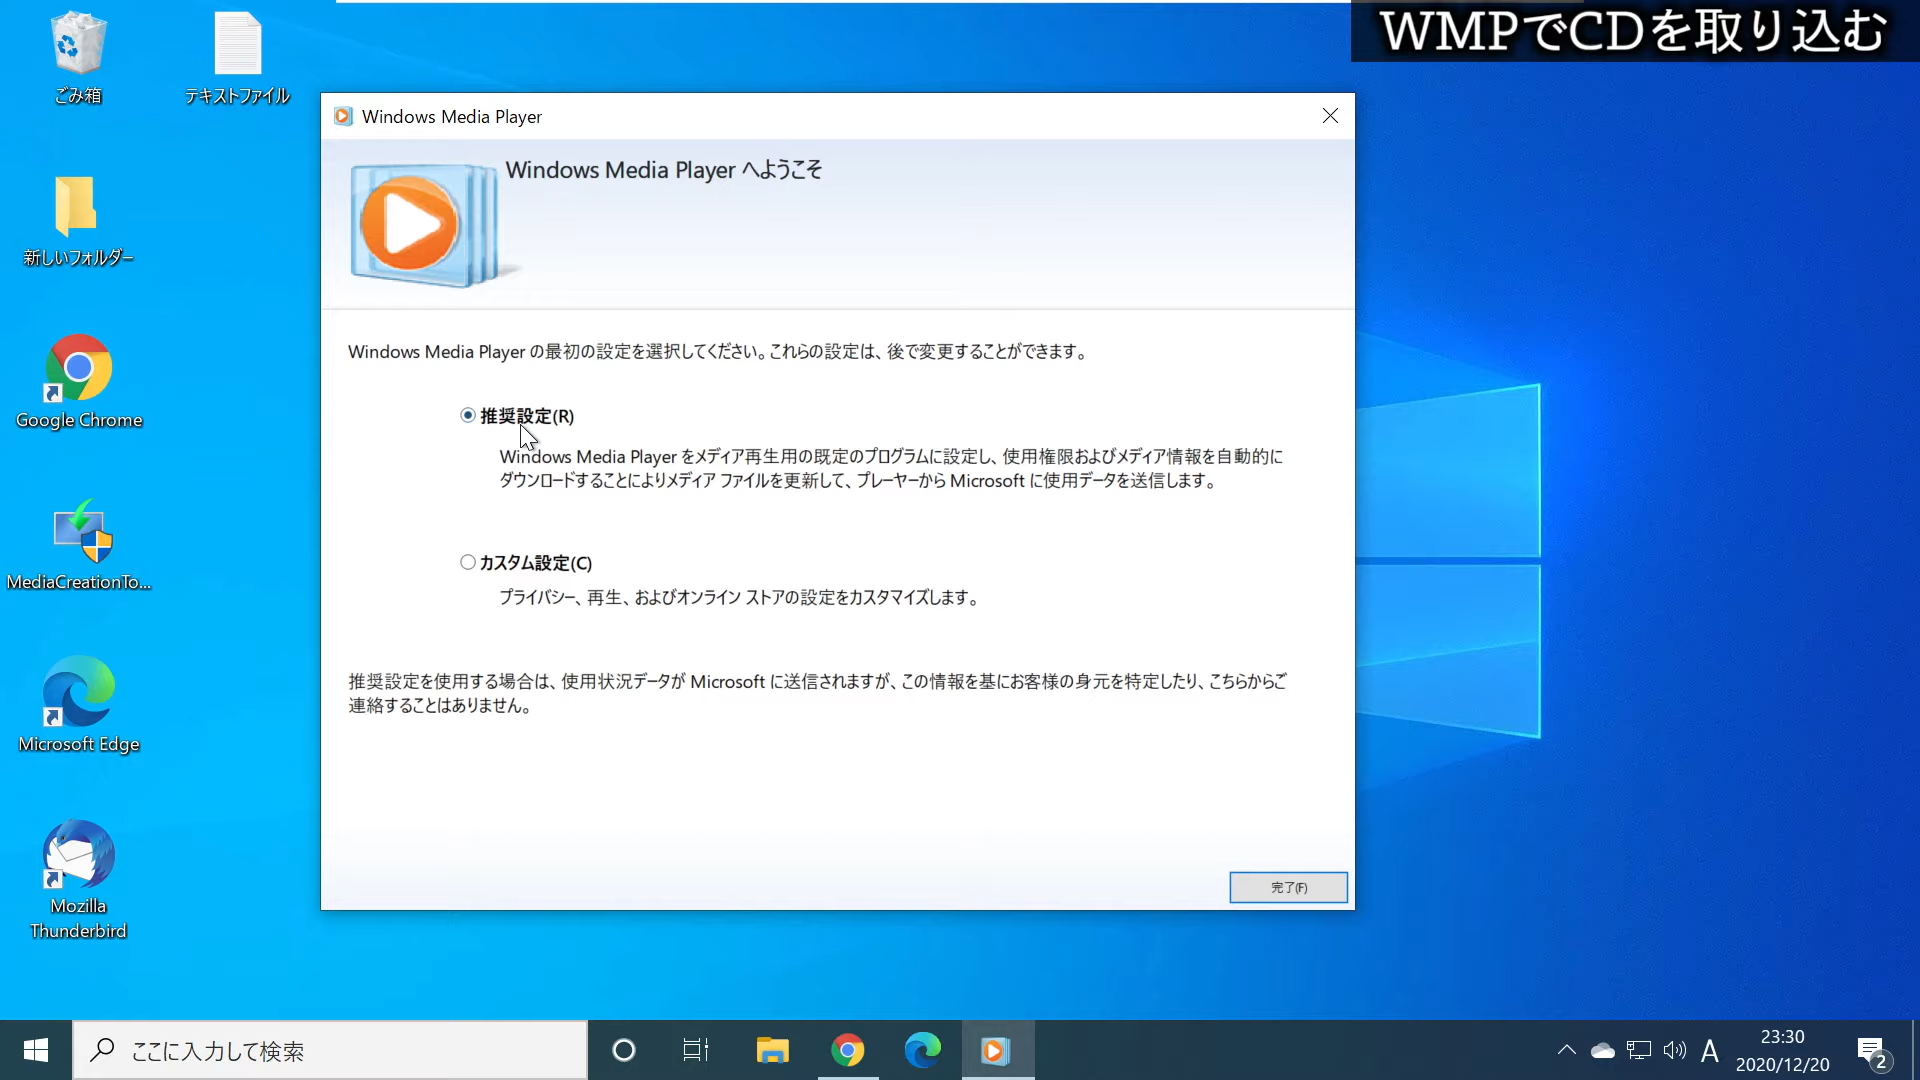 WMPでCDを取り込む
ごみ箱
テキストファイル
新しいフォルダー
Google Chrome
MediaCreationTo...
Microsoft Edge
Mozilla
Thunderbird
Windows Media Player
Windows Media Player へようこそ
Windows Media Player の最初の設定を選択してください。これらの設定は、後で変更することができます。
推奨設定(R)
Windows Media Player をメディア再生用の既定のプログラムに設定し、使用権限およびメディア情報を自動的に
ダウンロードすることによりメディア ファイルを更新して、プレーヤーから Microsoft に使用データを送信します。
カスタム設定(C)
プライバシー、再生、およびオンライン ストアの設定をカスタマイズします。
推奨設定を使用する場合は、使用状況データが Microsoft に送信されますが、この情報を基にお客様の身元を特定したり、こちらからご
連絡することはありません。
完了(F)
ここに入力して検索
A
23:30
2020/12/20
2